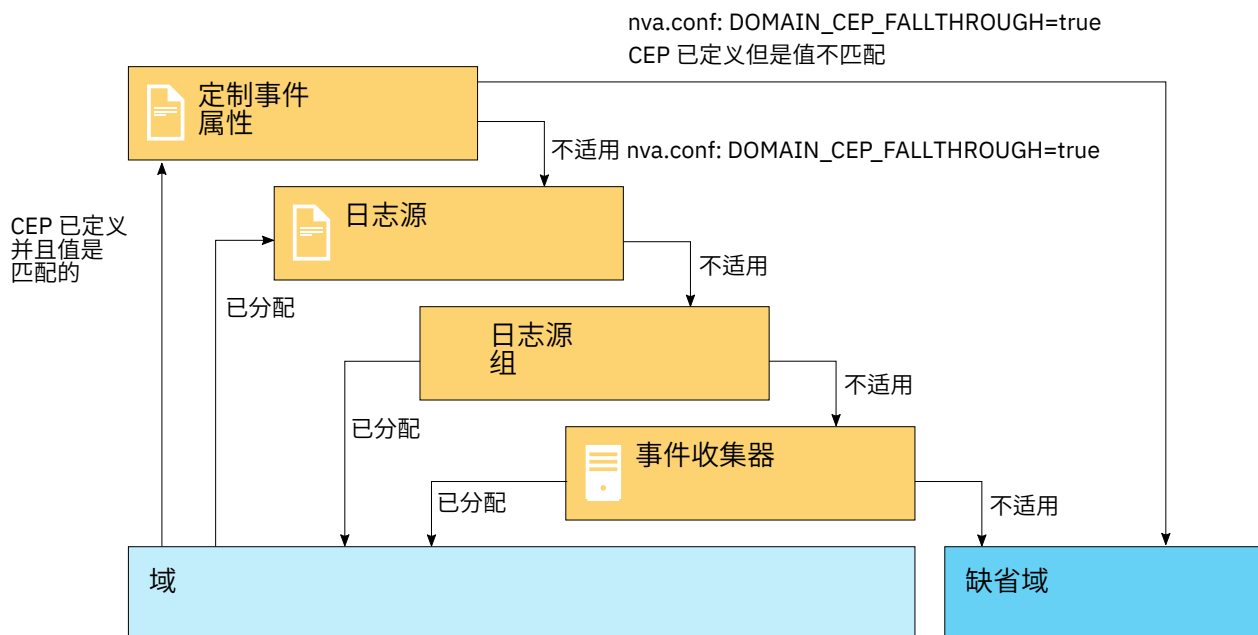 nva.conf: DOMAIN_CEP_FALLTHROUGH=true
CEP 已定义但是值不匹配
定制事件
属性
不适用 nva.conf: DOMAIN_CEP_FALLTHROUGH=true
CEP 已定义
并且值是
匹配的
日志源
不适用
已分配
日志源
组
不适用
已分配
事件收集器
已分配
不适用
域
缺省域